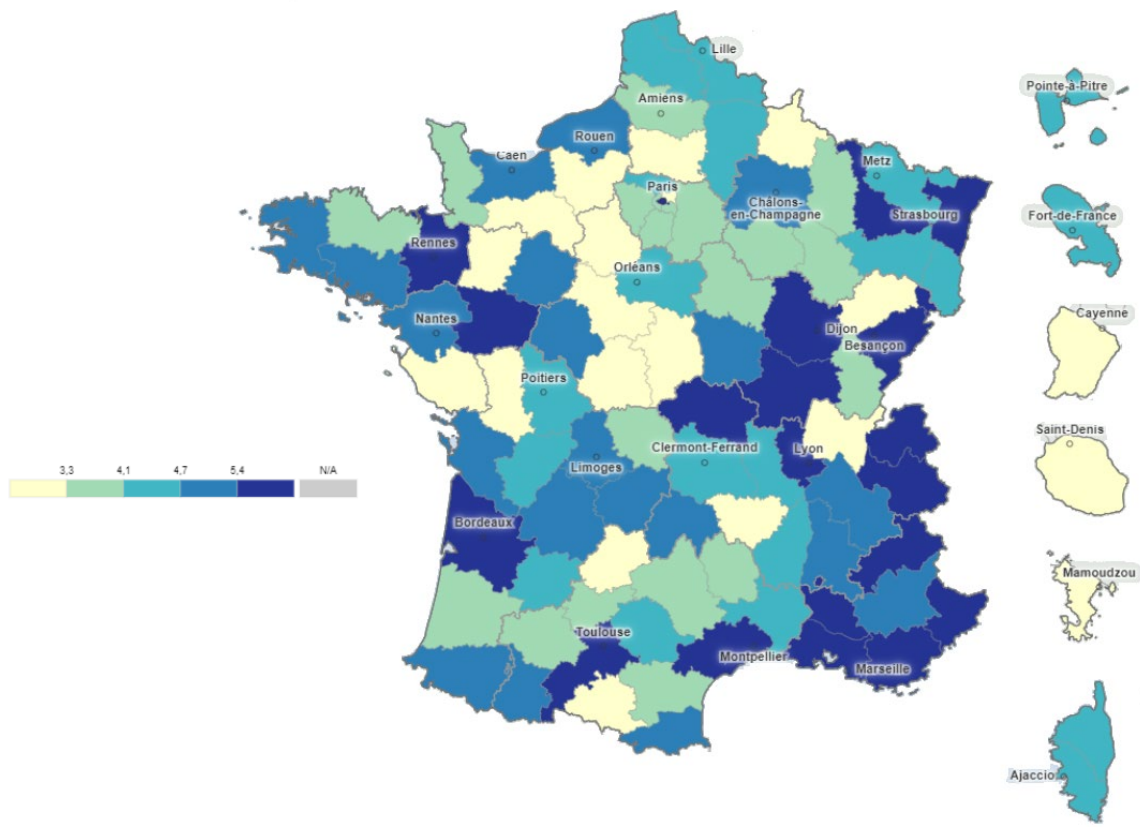 Lille
Pointe-à-Pitre
Amiens
Rouen
Caen
Metz
Paris
Châlons-
en-Champagne
Strasbourg
Fort-de-France
Rennes
Orléans
Cayenné
Nantes
Dijon
Besançon
Poitiers
Saint-Denis
Clermont-Ferrand
Lyon
Limoges
3,3
4,1
4,7
5,4
N/A
Bordeaux
Mamoudzou
Toulouse
Montpellier
Marseille
Ajaccio